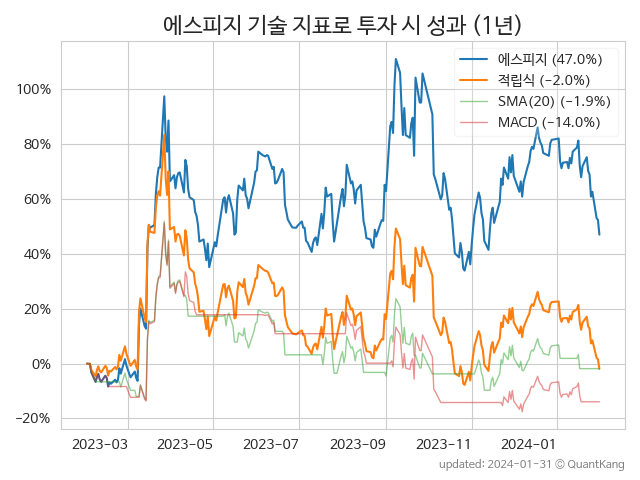 에스피지 기술 지표로 투자 시 성과 (1년)
에스피지 (47.0%)
적립식 (−2.0%)
SMA(20) (−1.9%)
MACD (−14.0%)
100%
80%
60%
40%
20%
0%
−20%
2023-03 2023-05 2023-07 2023-09 2023-11 2024-01
updated: 2024-01-31 © QuantKang